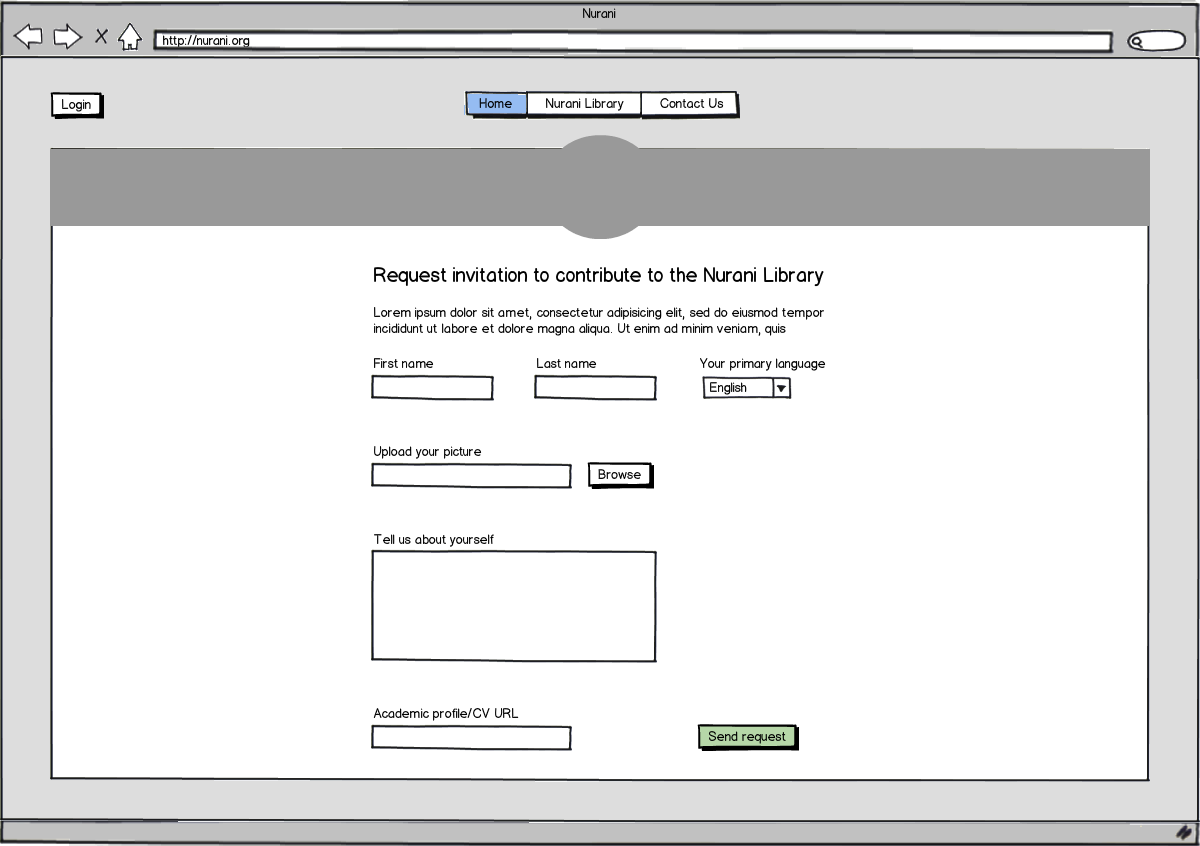 Nurani
http://nurani.org
Login
Home
Nurani Library
Contact Us
Request invitation to contribute to the Nurani Library
Lorem ipsum dolor sit amet, consectetur adipisicing elit, sed do eiusmod tempor
incididunt ut labore et dolore magna aliqua. Ut enim ad minim veniam, quis
First name
Last name
Your primary language
English
Upload your picture
Browse
Tell us about yourself
Academic profile/CV URL
Send request